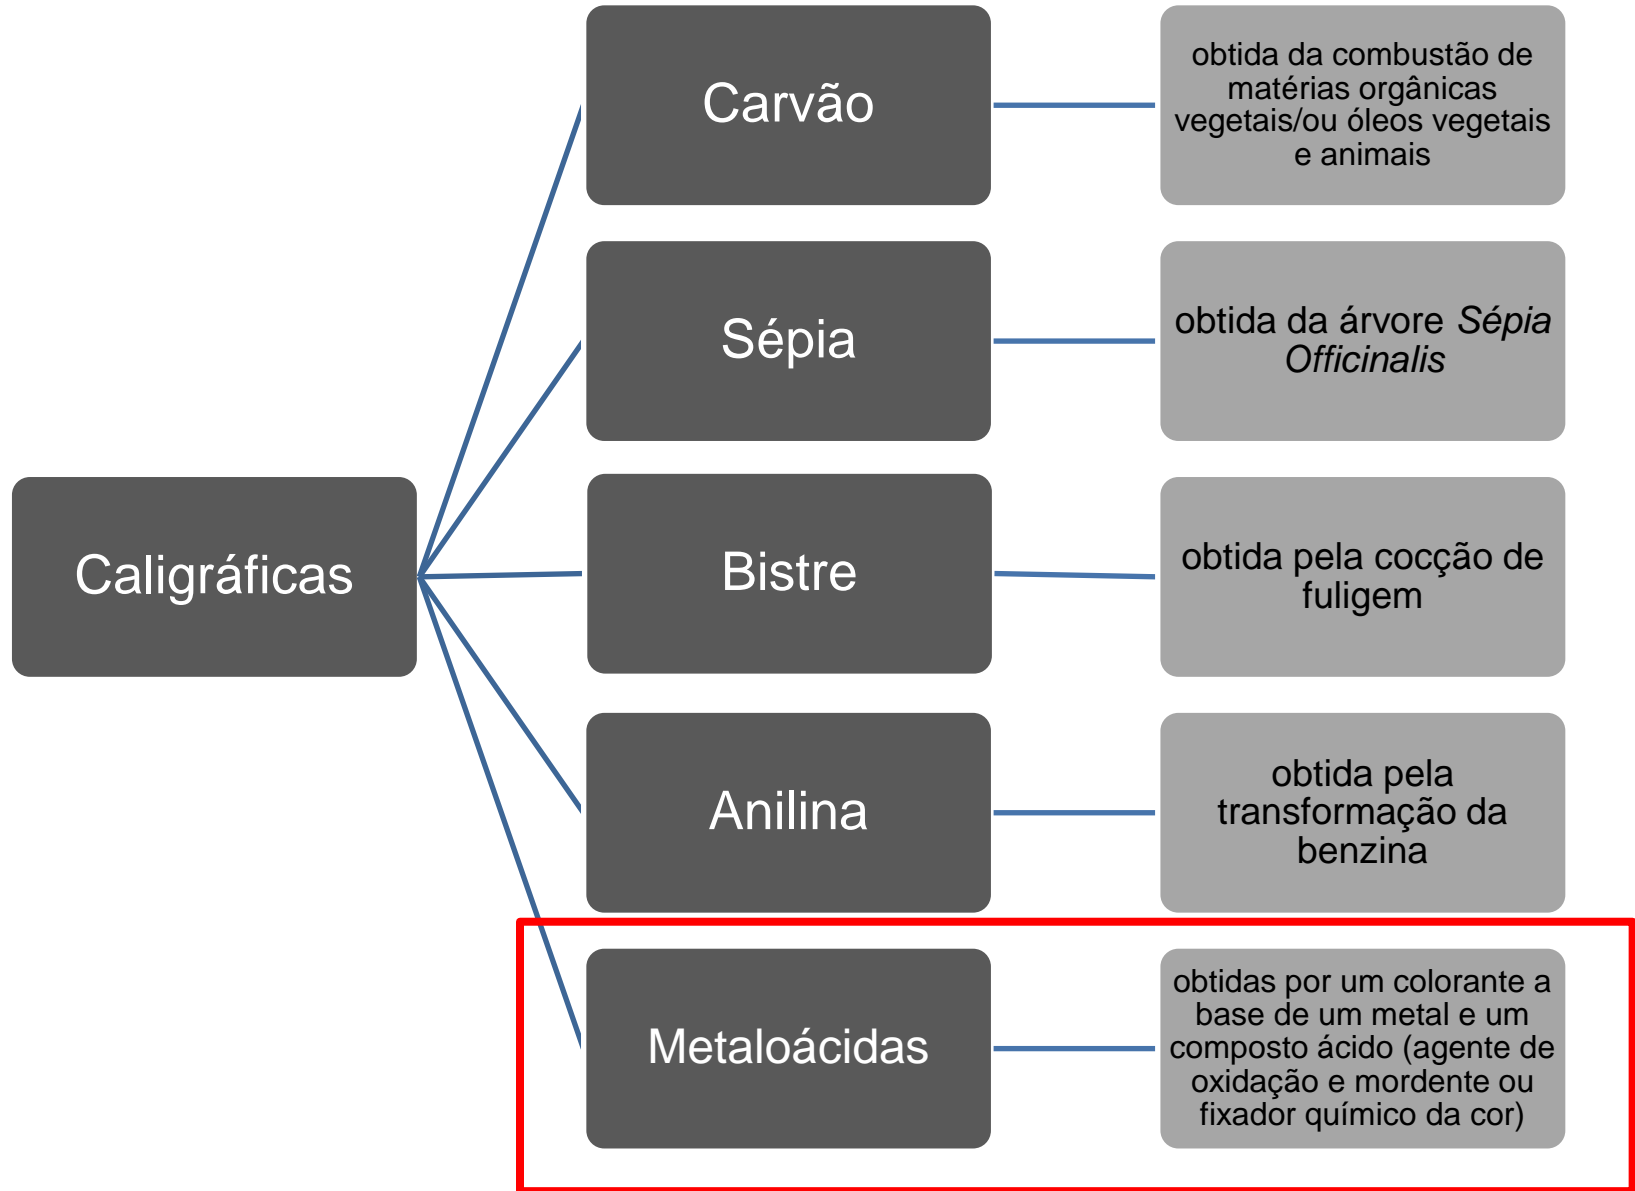 Caligráficas
Carvão
obtida da combustão de
matérias orgânicas
vegetais/ou óleos vegetais
e animais
Sépia
obtida da árvore Sépia
Officinalis
Bistre
obtida pela cocção de
fuligem
Anilina
obtida pela
transformação da
benzina
Metaloácidas
obtidas por um colorante a
base de um metal e um
composto ácido (agente de
oxidação e mordente ou
fixador químico da cor)